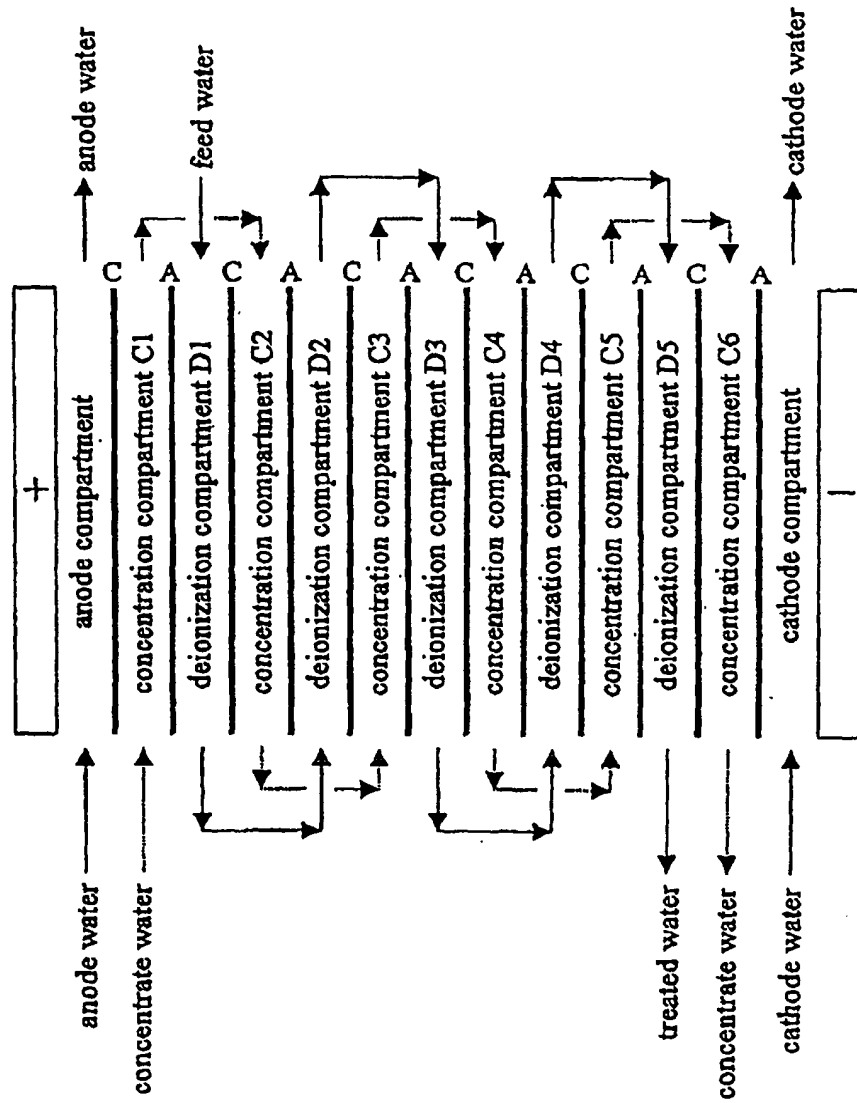 +
anode water
feed water
cathode water
C
A
C
A
C
A
C
A
C
A
C
A
anode compartment
concentration compartment C1
deionization compartment D1
concentration compartment C2
deionization compartment D2
concentration compartment C3
deionization compartment D3
concentration compartment C4
deionization compartment D4
concentration compartment C5
deionization compartment D5
concentration compartment C6
cathode compartment
−
anode water
concentrate water
treated water
concentrate water
cathode water